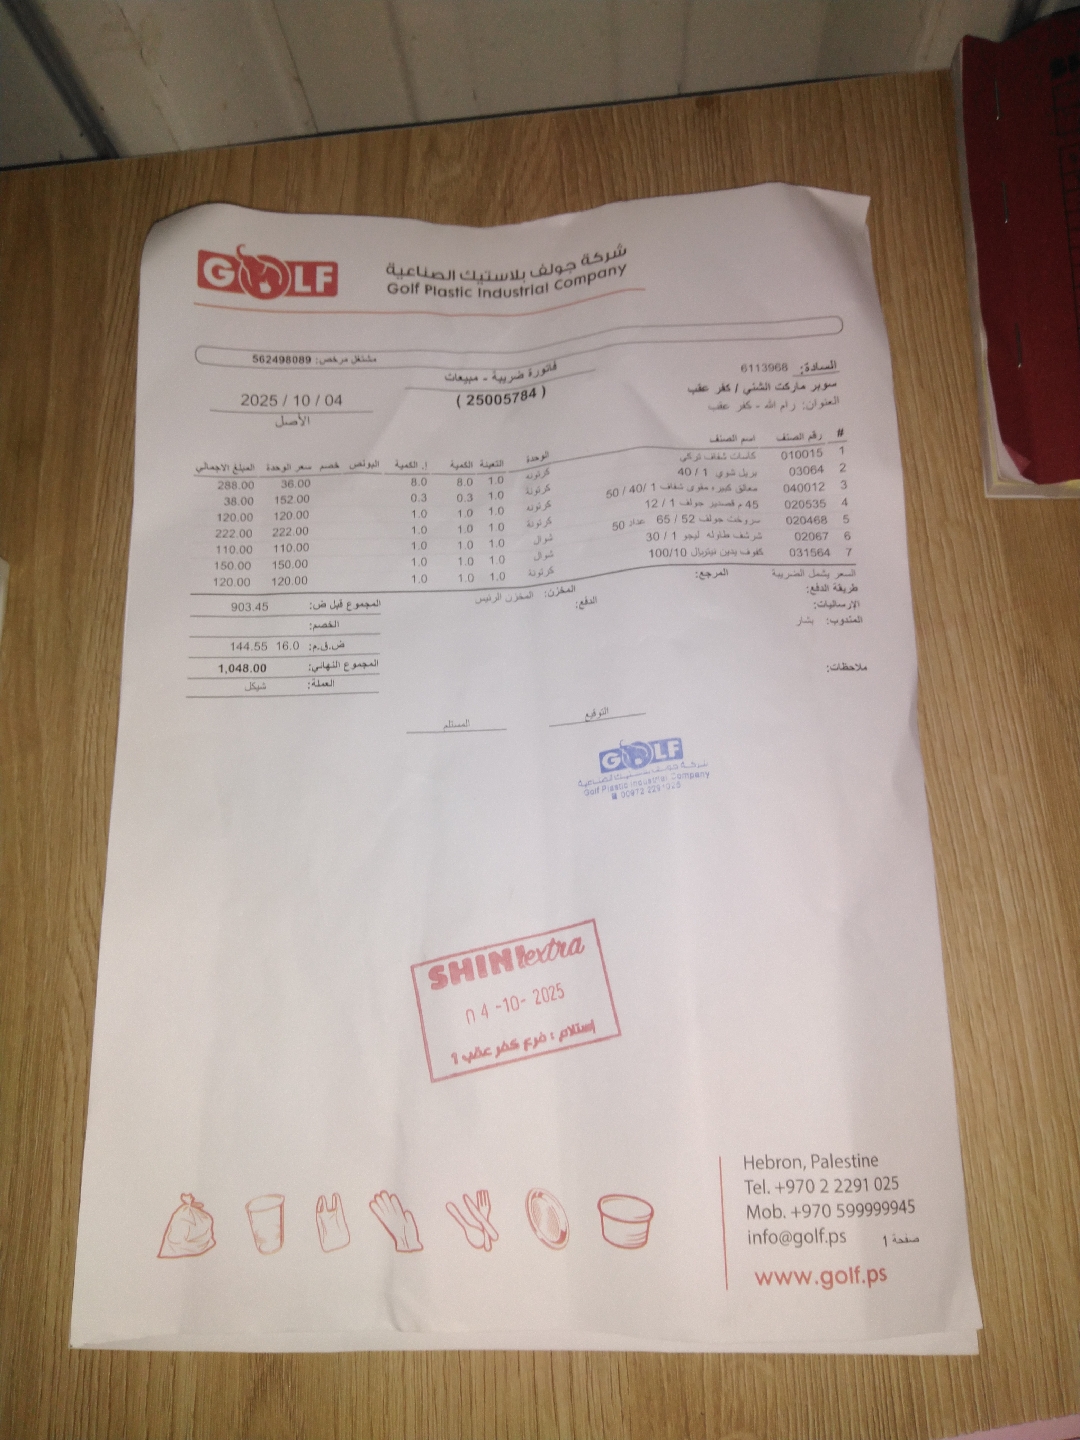 GOLF
شركة جولف بلاستيك الصناعية
Golf Plastic Industrial Company
مشتغل مرخص: 562498089
فاتورة ضريبية - مبيعات
( 25005784 )
2025 / 10 / 04
الأصل
السادة: 6113968
سوبر ماركت الشني / كفر عقب
العنوان: رام الله - كفر عقب
# رقم الصنف اسم الصنف الوحدة التعبئة الكمية إ. الكمية البونص خصم سعر الوحدة المبلغ الاجمالي
1 010015 كاسات شفاف تركي كرتونة 1.0 8.0 8.0 36.00 288.00
2 03064 بربل شوي 1 / 40 كرتونة 1.0 0.3 0.3 152.00 38.00
3 040012 معالق كبيره مقوى شفاف 1 /40 / 50 كرتونة 1.0 1.0 1.0 120.00 120.00
4 020535 45 م قصدير جولف 1 / 12 كرتونة 1.0 1.0 1.0 222.00 222.00
5 020468 سروخت جولف 52 / 65 عداد 50 شوال 1.0 1.0 1.0 110.00 110.00
6 02067 شرشف طاوله ليجو 1 / 30 شوال 1.0 1.0 1.0 150.00 150.00
7 031564 كفوف يدين نيتريال 100/10 كرتونة 1.0 1.0 1.0 120.00 120.00
السعر يشمل الضريبة
المرجع:
طريقة الدفع:
المخزن: المخزن الرئيس
الدفع:
الإرساليات:
المندوب: بشار
ملاحظات:
المجموع قبل ض: 903.45
الخصم:
ض.ق.م: 16.0 144.55
المجموع النهائي: 1,048.00
العملة: شيكل
التوقيع
المستلم
GOLF
Golf Plastic Industrial Company
00972 2291025
SHINI extra
04 -10- 2025
إستلام : فرع كفر عقب 1
Hebron, Palestine
Tel. +970 2 2291 025
Mob. +970 599999945
info@golf.ps
صفحة 1
www.golf.ps